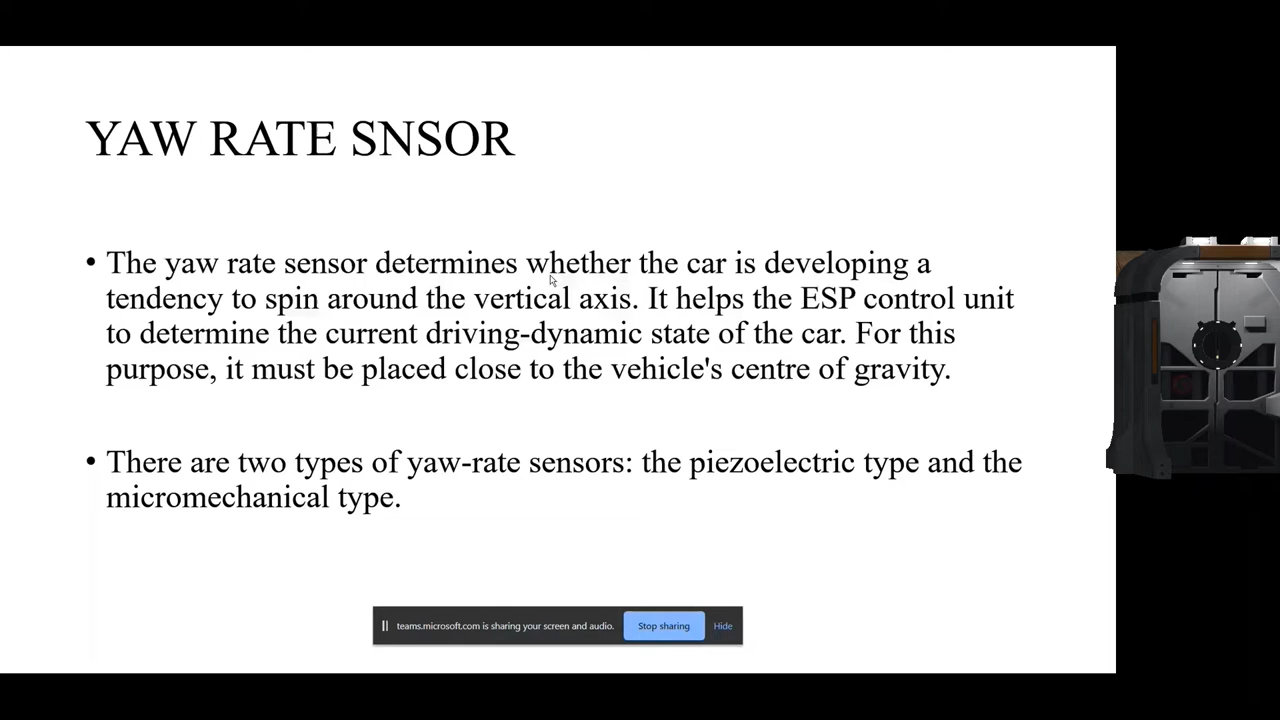 YAW RATE SNSOR
• The yaw rate sensor determines whether the car is developing a
tendency to spin around the vertical axis. It helps the ESP control unit
to determine the current driving-dynamic state of the car. For this
purpose, it must be placed close to the vehicle's centre of gravity.
• There are two types of yaw-rate sensors: the piezoelectric type and the
micromechanical type.
teams.microsoft.com is sharing your screen and audio. Stop sharing Hide